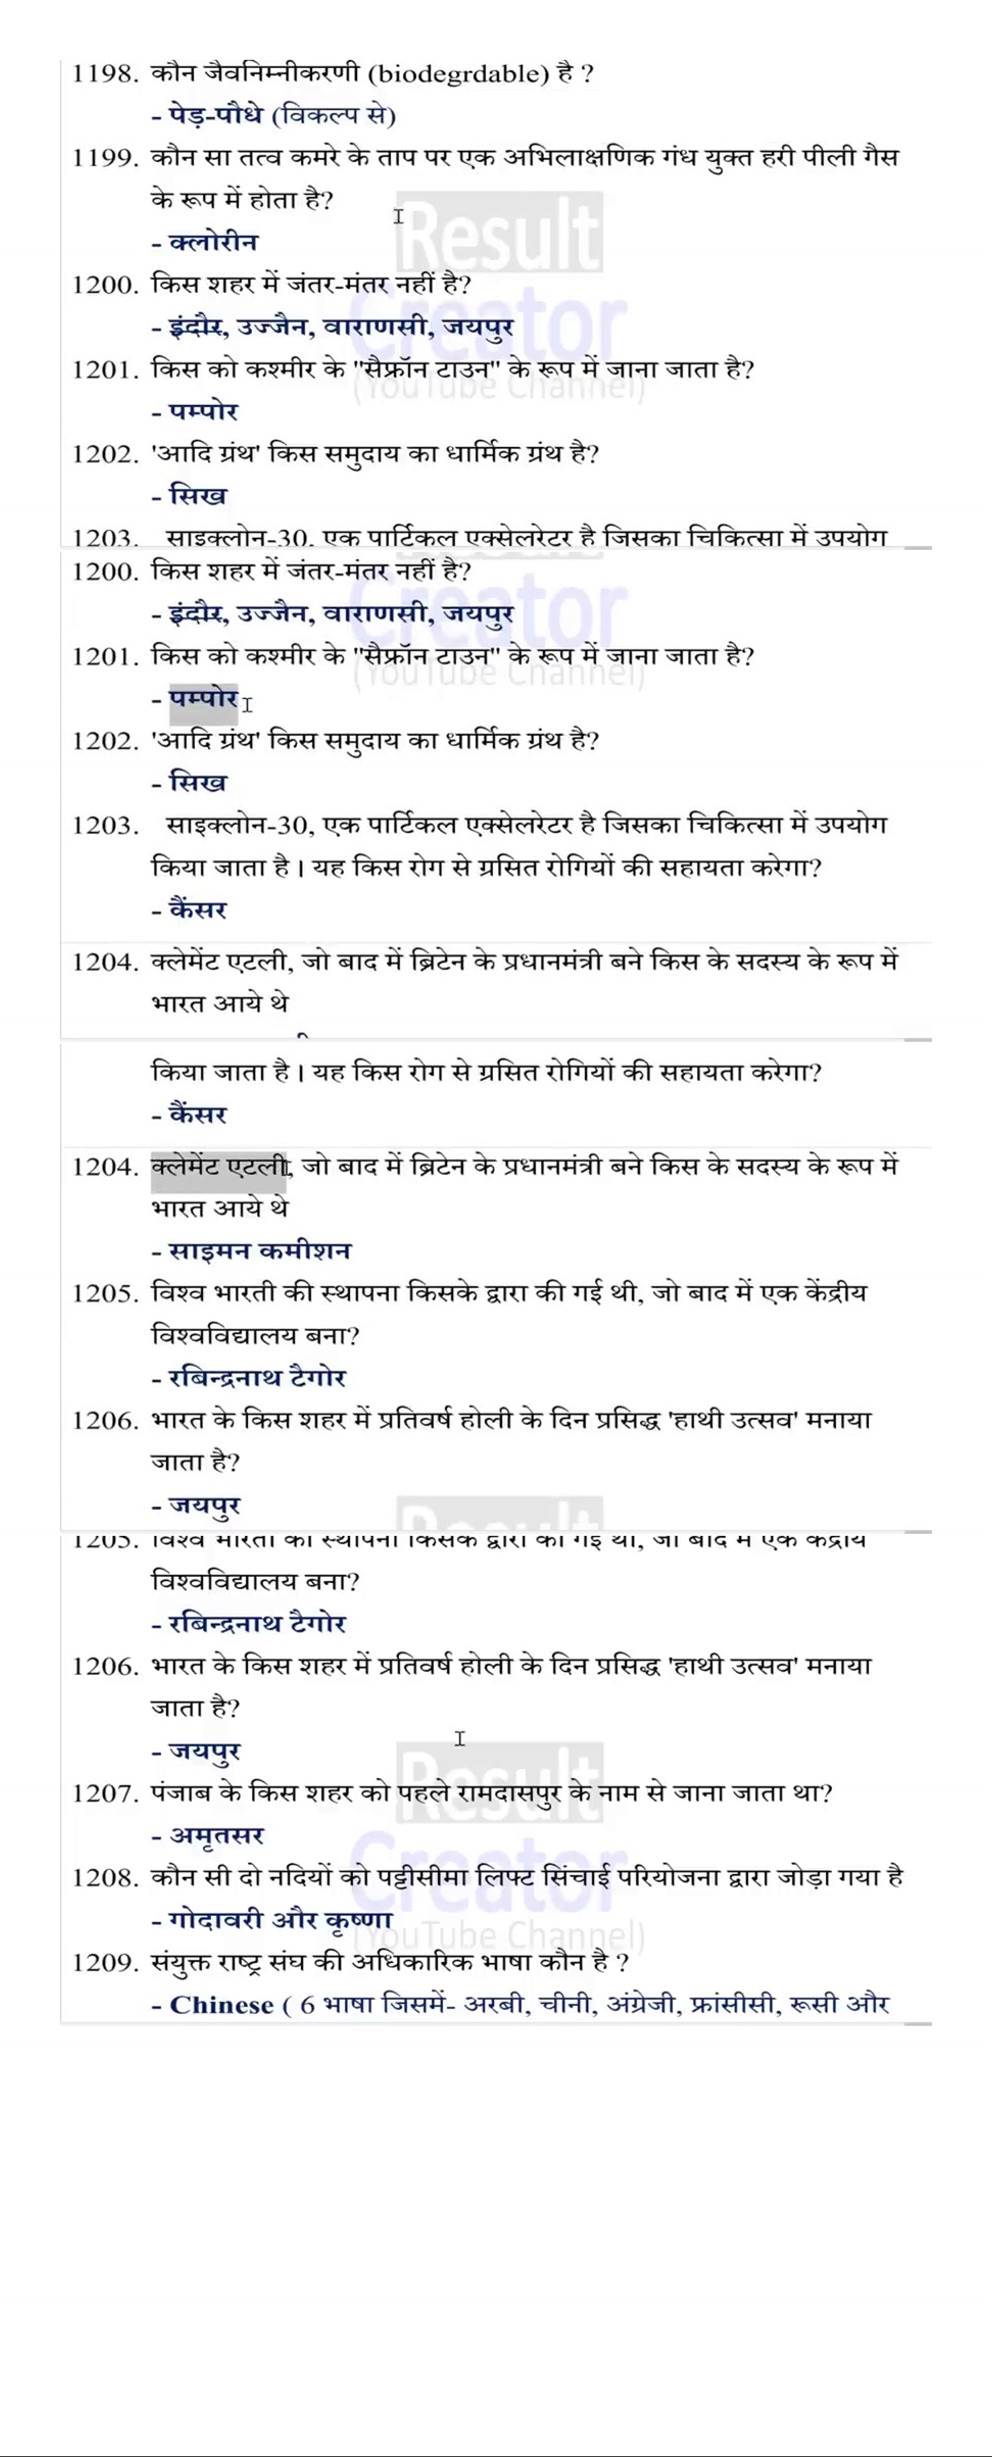 1198. कौन जैवनिम्नीकरणी (biodegrdable) है ?
- पेड़-पौधे (विकल्प से)
1199. कौन सा तत्व कमरे के ताप पर एक अभिलाक्षणिक गंध युक्त हरी पीली गैस
के रूप में होता है?
Result
- क्लोरीन
1200. किस शहर में जंतर-मंतर नहीं है?
Creator
- इंदौर, उज्जैन, वाराणसी, जयपुर
1201. किस को कश्मीर के "सैफ्रॉन टाउन" के रूप में जाना जाता है?
(YouTube Channel)
- पम्पोर
1202. 'आदि ग्रंथ' किस समुदाय का धार्मिक ग्रंथ है?
- सिख
1203. साइक्लोन-30, एक पार्टिकल एक्सेलरेटर है जिसका चिकित्सा में उपयोग
1200. किस शहर में जंतर-मंतर नहीं है?
Creator
- इंदौर, उज्जैन, वाराणसी, जयपुर
1201. किस को कश्मीर के "सैफ्रॉन टाउन" के रूप में जाना जाता है?
(YouTube Channel)
- पम्पोर
1202. 'आदि ग्रंथ' किस समुदाय का धार्मिक ग्रंथ है?
- सिख
1203. साइक्लोन-30, एक पार्टिकल एक्सेलरेटर है जिसका चिकित्सा में उपयोग
किया जाता है। यह किस रोग से ग्रसित रोगियों की सहायता करेगा?
- कैंसर
1204. क्लेमेंट एटली, जो बाद में ब्रिटेन के प्रधानमंत्री बने किस के सदस्य के रूप में
भारत आये थे
किया जाता है। यह किस रोग से ग्रसित रोगियों की सहायता करेगा?
- कैंसर
1204. क्लेमेंट एटली, जो बाद में ब्रिटेन के प्रधानमंत्री बने किस के सदस्य के रूप में
भारत आये थे
- साइमन कमीशन
1205. विश्व भारती की स्थापना किसके द्वारा की गई थी, जो बाद में एक केंद्रीय
विश्वविद्यालय बना?
- रबिन्द्रनाथ टैगोर
1206. भारत के किस शहर में प्रतिवर्ष होली के दिन प्रसिद्ध 'हाथी उत्सव' मनाया
जाता है?
- जयपुर
1205. विश्व भारती की स्थापना किसके द्वारा की गई थी, जो बाद में एक केंद्रीय
विश्वविद्यालय बना?
- रबिन्द्रनाथ टैगोर
1206. भारत के किस शहर में प्रतिवर्ष होली के दिन प्रसिद्ध 'हाथी उत्सव' मनाया
जाता है?
- जयपुर
Result
1207. पंजाब के किस शहर को पहले रामदासपुर के नाम से जाना जाता था?
- अमृतसर
Creator
1208. कौन सी दो नदियों को पट्टीसीमा लिफ्ट सिंचाई परियोजना द्वारा जोड़ा गया है
- गोदावरी और कृष्णा
(YouTube Channel)
1209. संयुक्त राष्ट्र संघ की अधिकारिक भाषा कौन है ?
- Chinese ( 6 भाषा जिसमें- अरबी, चीनी, अंग्रेजी, फ्रांसीसी, रूसी और